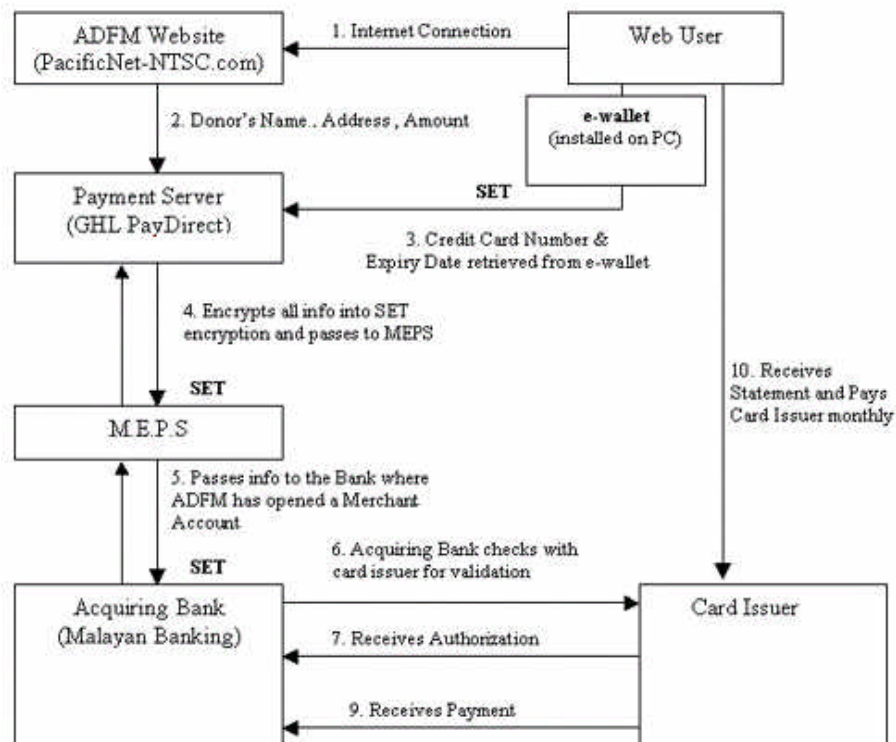 ADFM Website
(PacificNet-NTSC.com)
1. Internet Connection
Web User
2. Donor's Name . Address , Amount
e-wallet
(installed on PC)
Payment Server
(GHL PayDirect)
SET
3. Credit Card Number &
Expiry Date retrieved from e-wallet
4. Encrypts all info into SET
encryption and passes to MEPS
SET
10. Receives
Statement and Pays
Card Issuer monthly
M.E.P.S
5. Passes info to the Bank where
ADFM has opened a Merchant
Account
SET
6. Acquiring Bank checks with
card issuer for validation
Acquiring Bank
(Malayan Banking)
Card Issuer
7. Receives Authorization
9. Receives Payment